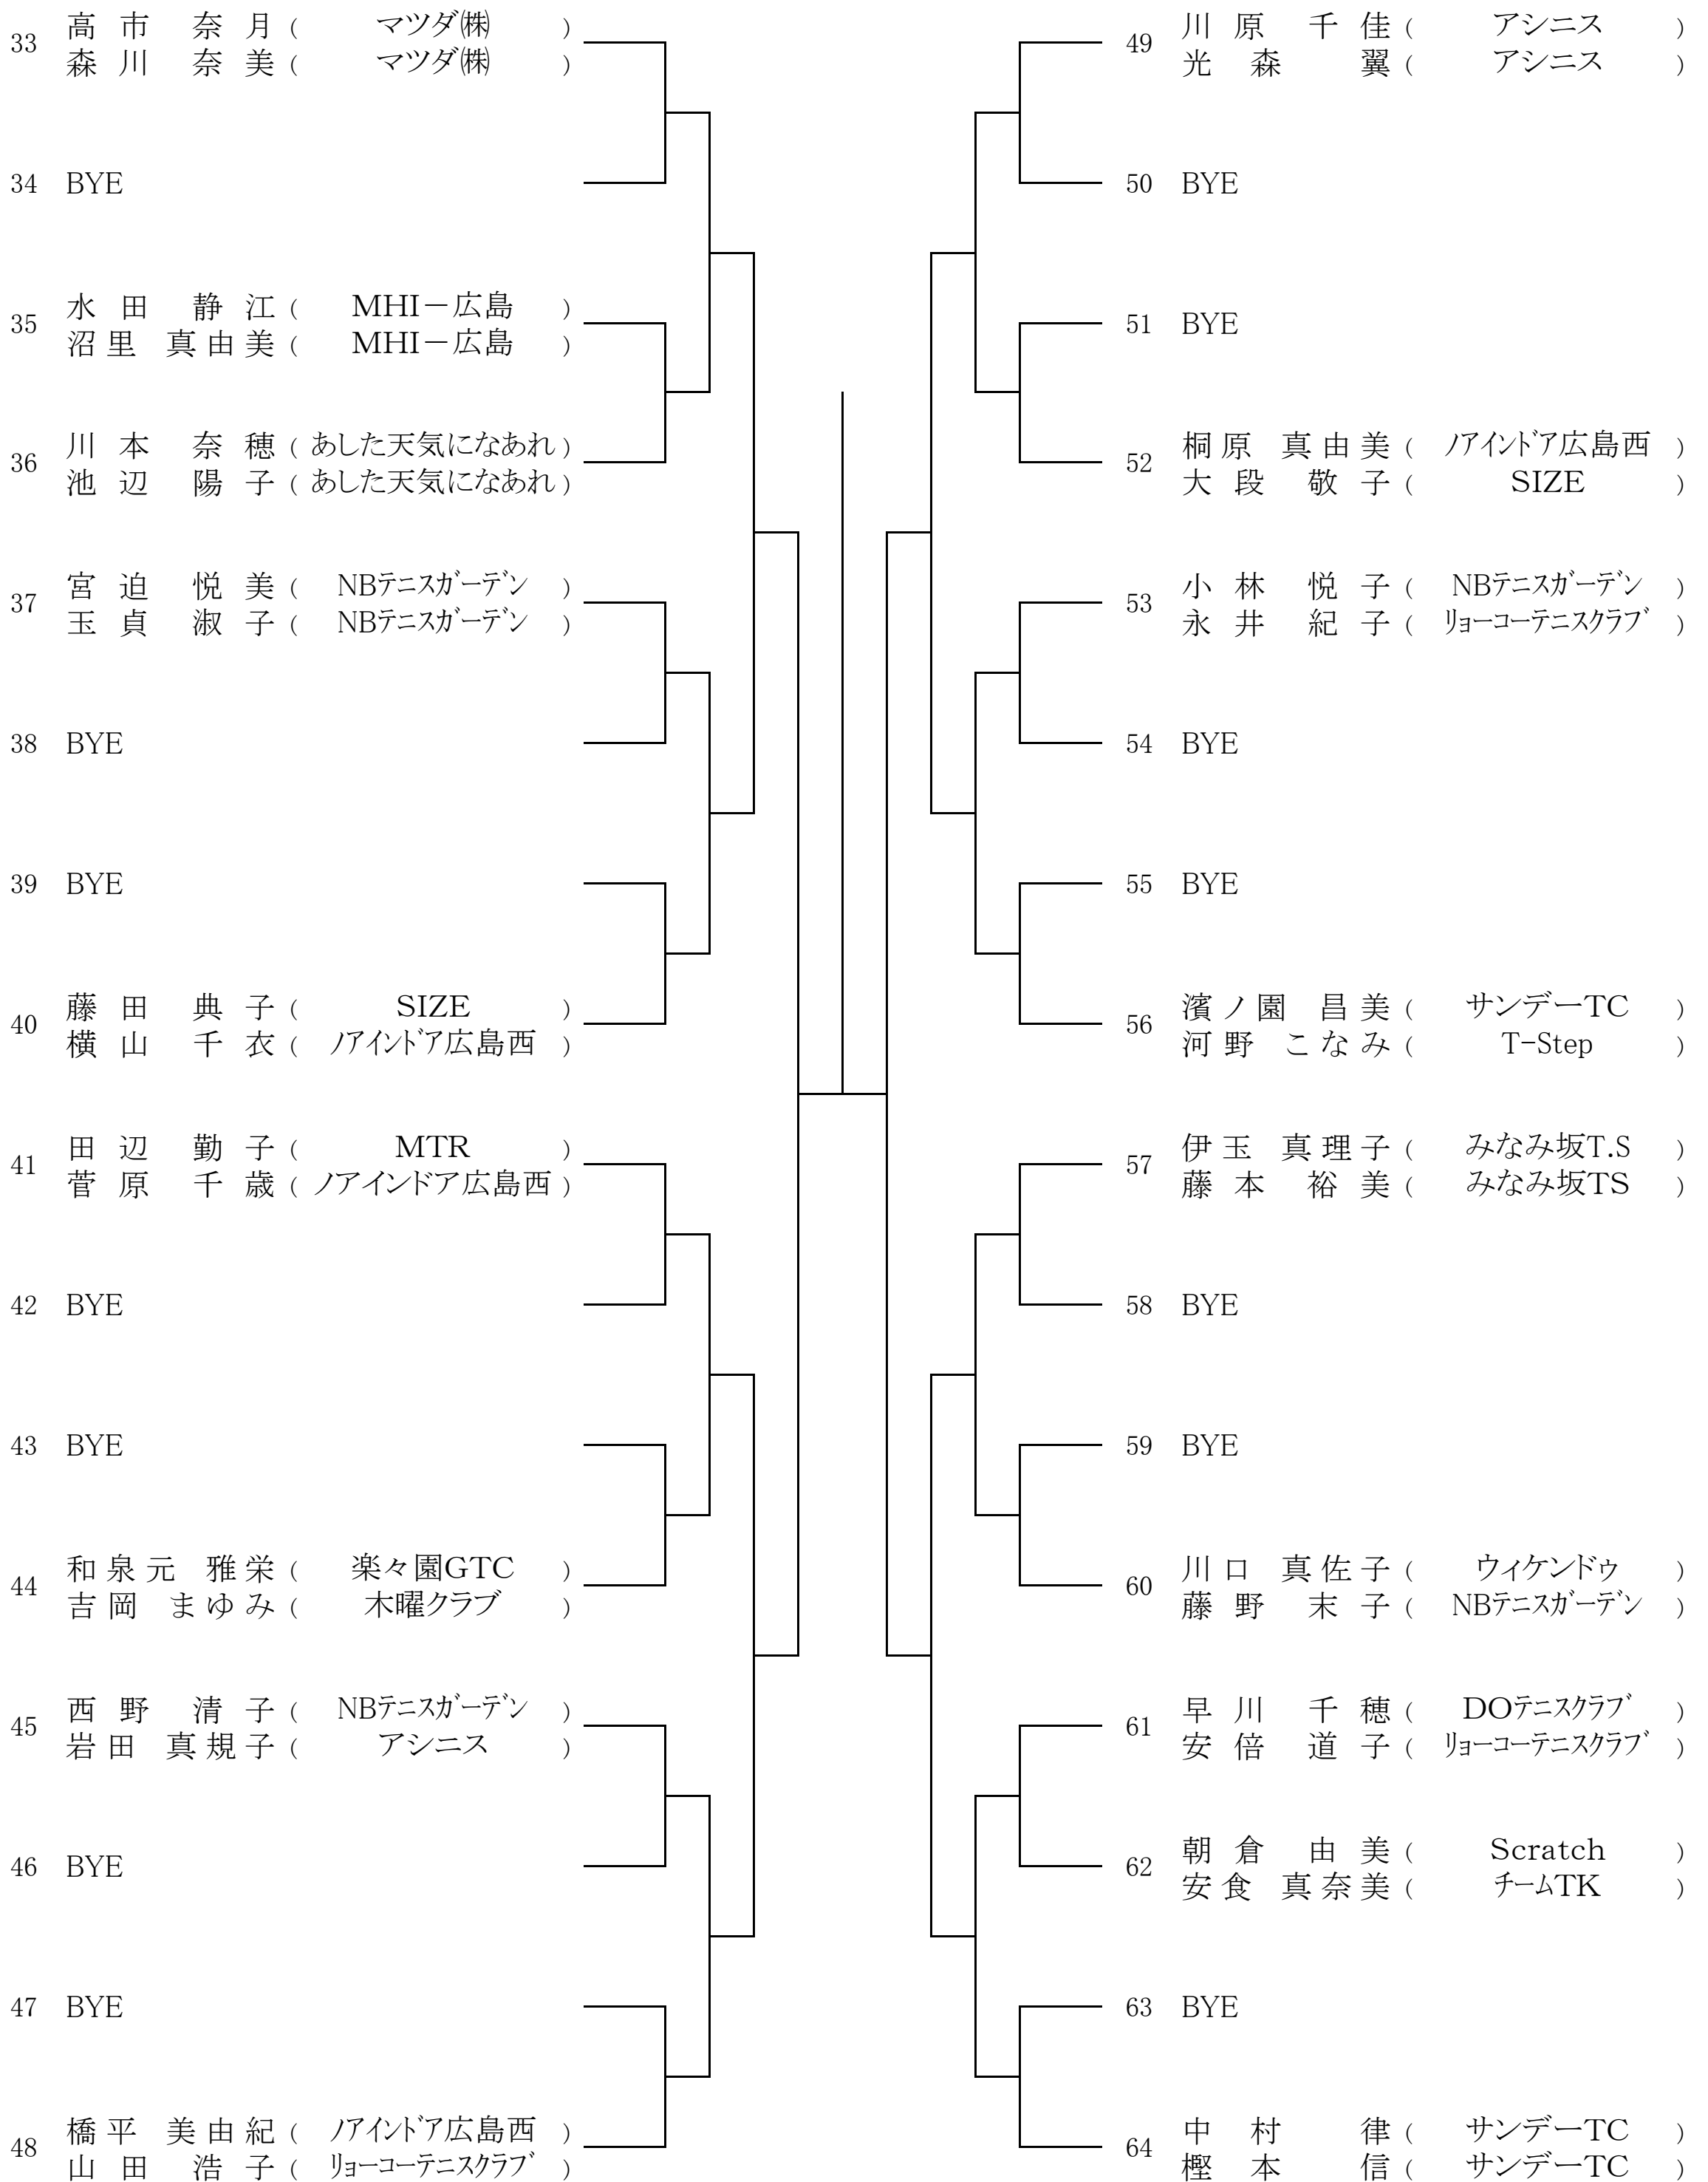 33 高市 奈月 ( マツダ㈱ )
森川 奈美 ( マツダ㈱ )
34 BYE
35 水田 静江 ( MHI－広島 )
沼里 真由美 ( MHI－広島 )
36 川本 奈穂 ( あした天気になあれ )
池辺 陽子 ( あした天気になあれ )
37 宮迫 悦美 ( NBﾃﾆｽｶﾞｰﾃﾞﾝ )
玉貞 淑子 ( NBﾃﾆｽｶﾞｰﾃﾞﾝ )
38 BYE
39 BYE
40 藤田 典子 ( SIZE )
横山 千衣 ( ﾉｱｲﾝﾄﾞｱ広島西 )
41 田辺 勤子 ( MTR )
菅原 千歳 ( ノアインドア広島西 )
42 BYE
43 BYE
44 和泉元 雅栄 ( 楽々園GTC )
吉岡 まゆみ ( 木曜クラブ )
45 西野 清子 ( NBﾃﾆｽｶﾞｰﾃﾞﾝ )
岩田 真規子 ( アシニス )
46 BYE
47 BYE
48 橋平 美由紀 ( ﾉｱｲﾝﾄﾞｱ広島西 )
山田 浩子 ( ﾘｮｰｺｰﾃﾆｽｸﾗﾌﾞ )
49 川原 千佳 ( アシニス )
光森 翼 ( アシニス )
50 BYE
51 BYE
52 桐原 真由美 ( ﾉｱｲﾝﾄﾞｱ広島西 )
大段 敬子 ( SIZE )
53 小林 悦子 ( NBﾃﾆｽｶﾞｰﾃﾞﾝ )
永井 紀子 ( ﾘｮｰｺｰﾃﾆｽｸﾗﾌﾞ )
54 BYE
55 BYE
56 濱ノ園 昌美 ( サンデーTC )
河野 こなみ ( T-Step )
57 伊玉 真理子 ( みなみ坂T.S )
藤本 裕美 ( みなみ坂TS )
58 BYE
59 BYE
60 川口 真佐子 ( ウィケンドゥ )
藤野 末子 ( NBﾃﾆｽｶﾞｰﾃﾞﾝ )
61 早川 千穂 ( DOﾃﾆｽｸﾗﾌﾞ )
安倍 道子 ( ﾘｮｰｺｰﾃﾆｽｸﾗﾌﾞ )
62 朝倉 由美 ( Scratch )
安食 真奈美 ( ﾁｰﾑTK )
63 BYE
64 中村 律 ( サンデーTC )
樫本 信 ( サンデーTC )